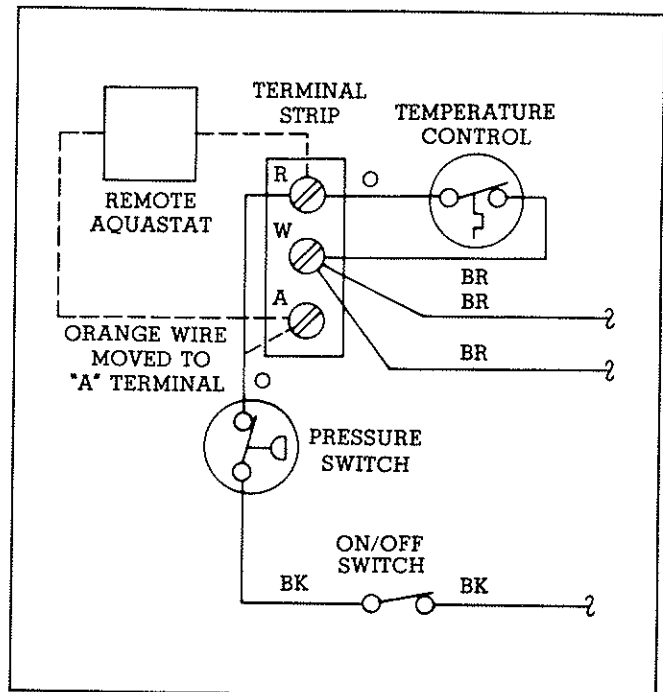 TERMINAL
STRIP
TEMPERATURE
CONTROL
REMOTE
AQUASTAT
R
O
W
A
BR
BR
BR
ORANGE WIRE
MOVED TO
"A" TERMINAL
O
PRESSURE
SWITCH
ON/OFF
SWITCH
BK
BK